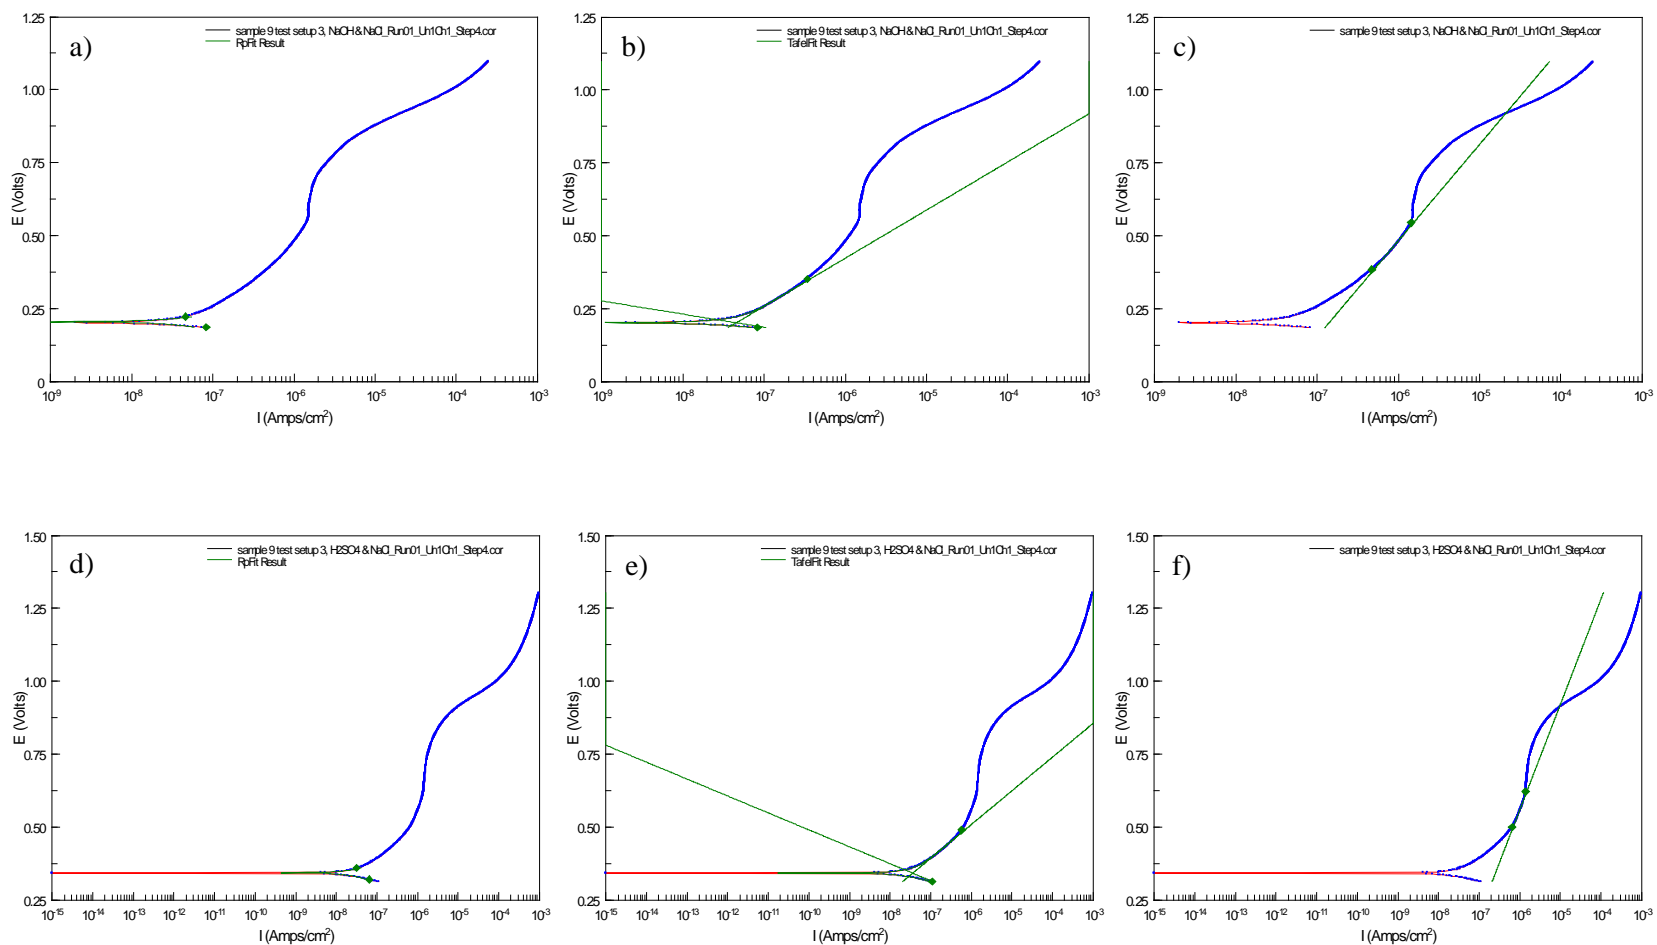 a)
sample 9 test setup 3, NaOH & NaCl_Run01_Un1Ch1_Step4.cor
RpFit Result
1.25
1.00
0.75
0.50
0.25
0
E (Volts)
10-9 10-8 10-7 10-6 10-5 10-4 10-3
I (Amps/cm2)
b)
sample 9 test setup 3, NaOH & NaCl_Run01_Un1Ch1_Step4.cor
TafelFit Result
1.25
1.00
0.75
0.50
0.25
0
E (Volts)
10-9 10-8 10-7 10-6 10-5 10-4 10-3
I (Amps/cm2)
c)
sample 9 test setup 3, NaOH & NaCl_Run01_Un1Ch1_Step4.cor
1.25
1.00
0.75
0.50
0.25
0
E (Volts)
10-9 10-8 10-7 10-6 10-5 10-4 10-3
I (Amps/cm2)
d)
sample 9 test setup 3, H2SO4 & NaCl_Run01_Un1Ch1_Step4.cor
RpFit Result
1.50
1.25
1.00
0.75
0.50
0.25
E (Volts)
10-15 10-14 10-13 10-12 10-11 10-10 10-9 10-8 10-7 10-6 10-5 10-4 10-3
I (Amps/cm2)
e)
sample 9 test setup 3, H2SO4 & NaCl_Run01_Un1Ch1_Step4.cor
TafelFit Result
1.50
1.25
1.00
0.75
0.50
0.25
E (Volts)
10-15 10-14 10-13 10-12 10-11 10-10 10-9 10-8 10-7 10-6 10-5 10-4 10-3
I (Amps/cm2)
f)
sample 9 test setup 3, H2SO4 & NaCl_Run01_Un1Ch1_Step4.cor
1.50
1.25
1.00
0.75
0.50
0.25
E (Volts)
10-15 10-14 10-13 10-12 10-11 10-10 10-9 10-8 10-7 10-6 10-5 10-4 10-3
I (Amps/cm2)